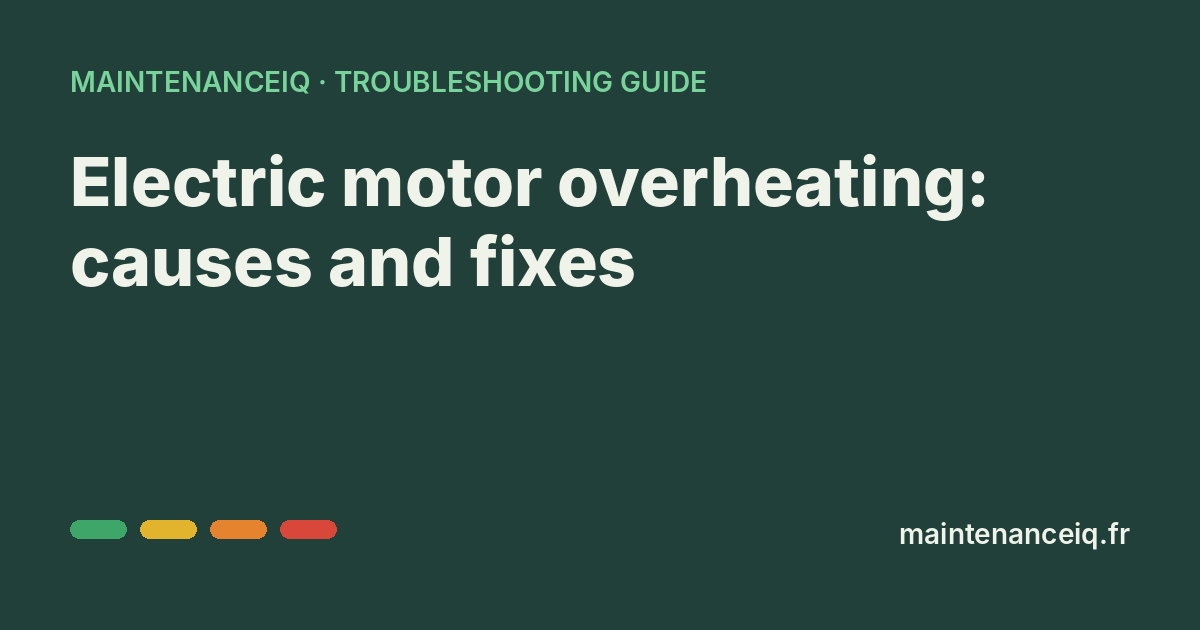 MAINTENANCEIQ · TROUBLESHOOTING GUIDE
Electric motor overheating:
causes and fixes
maintenanceiq.fr